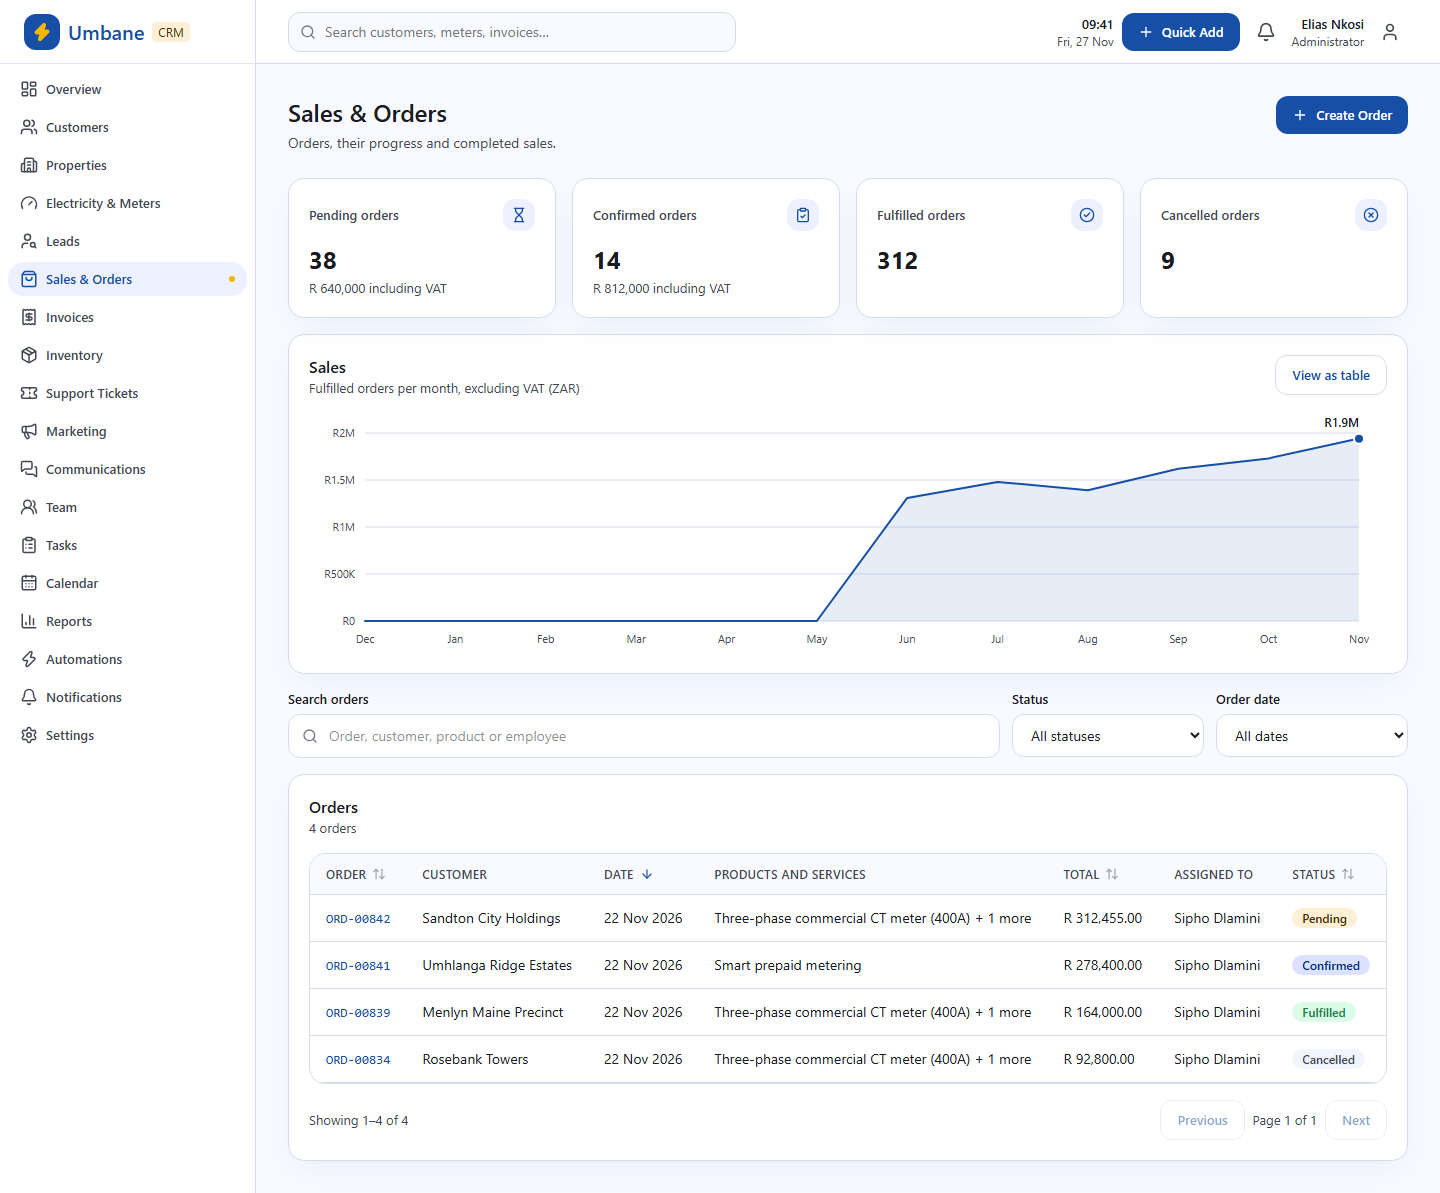 Umbane CRM
Search customers, meters, invoices...
09:41
Fri, 27 Nov
Quick Add
Elias Nkosi
Administrator
Overview
Customers
Properties
Electricity & Meters
Leads
Sales & Orders
Invoices
Inventory
Support Tickets
Marketing
Communications
Team
Tasks
Calendar
Reports
Automations
Notifications
Settings
Sales & Orders
Orders, their progress and completed sales.
Create Order
Pending orders
38
R 640,000 including VAT
Confirmed orders
14
R 812,000 including VAT
Fulfilled orders
312
Cancelled orders
9
Sales
Fulfilled orders per month, excluding VAT (ZAR)
View as table
R1.9M
R2M
R1.5M
R1M
R500K
R0
Dec Jan Feb Mar Apr May Jun Jul Aug Sep Oct Nov
Search orders
Order, customer, product or employee
Status
All statuses
Order date
All dates
Orders
4 orders
ORDER CUSTOMER DATE PRODUCTS AND SERVICES TOTAL ASSIGNED TO STATUS
ORD-00842 Sandton City Holdings 22 Nov 2026 Three-phase commercial CT meter (400A) + 1 more R 312,455.00 Sipho Dlamini Pending
ORD-00841 Umhlanga Ridge Estates 22 Nov 2026 Smart prepaid metering R 278,400.00 Sipho Dlamini Confirmed
ORD-00839 Menlyn Maine Precinct 22 Nov 2026 Three-phase commercial CT meter (400A) + 1 more R 164,000.00 Sipho Dlamini Fulfilled
ORD-00834 Rosebank Towers 22 Nov 2026 Three-phase commercial CT meter (400A) + 1 more R 92,800.00 Sipho Dlamini Cancelled
Showing 1–4 of 4
Previous Page 1 of 1 Next